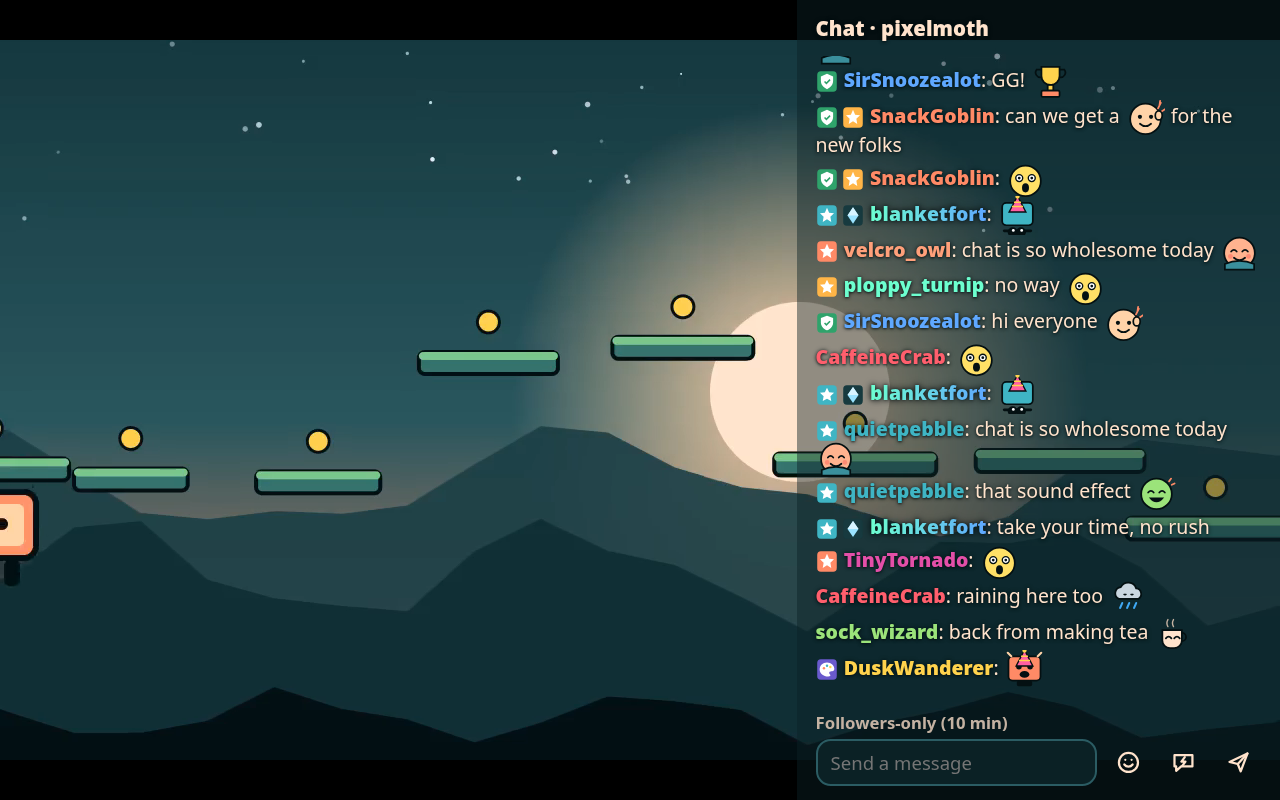 Chat · pixelmoth
SirSnoozealot: GG!
SnackGoblin: can we get a for the
new folks
SnackGoblin:
blanketfort:
velcro_owl: chat is so wholesome today
ploppy_turnip: no way
SirSnoozealot: hi everyone
CaffeineCrab:
blanketfort:
quietpebble: chat is so wholesome today
quietpebble: that sound effect
blanketfort: take your time, no rush
TinyTornado:
CaffeineCrab: raining here too
sock_wizard: back from making tea
DuskWanderer:
Followers-only (10 min)
Send a message